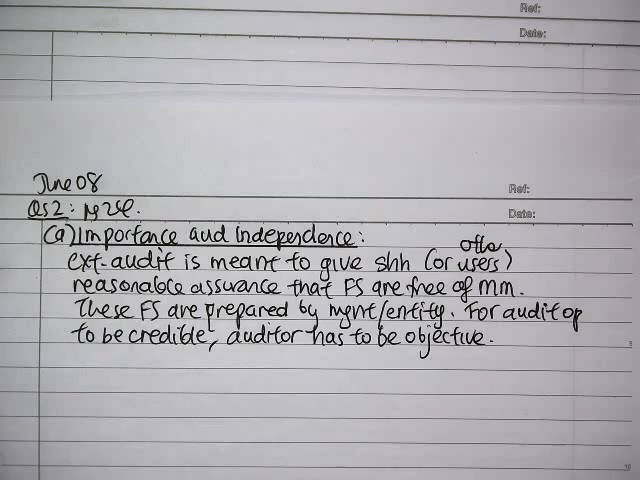 Ref:
Date:
June 08
Ref:
Qs2:
Date:
(a) Importance and independence:
ext-audit is meant to give shh (or other users)
reasonable assurance that FS are free of mm.
These FS are prepared by mgnt/entity. For audit op
to be credible, auditor has to be objective.